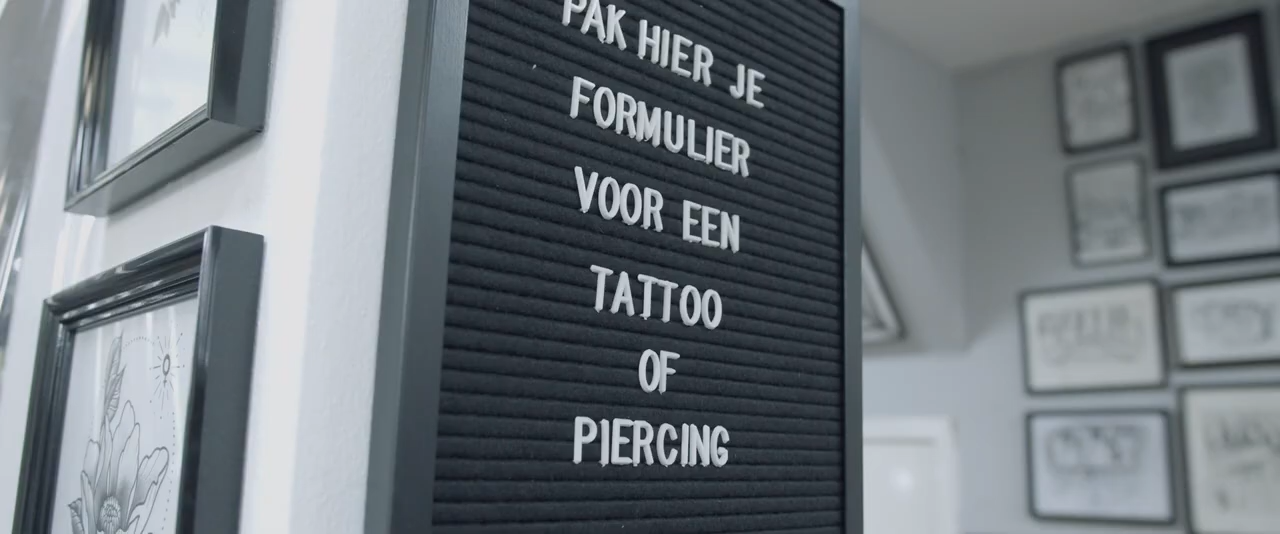 PAK HIER JE
FORMULIER
VOOR EEN
TATTOO
OF
PIERCING